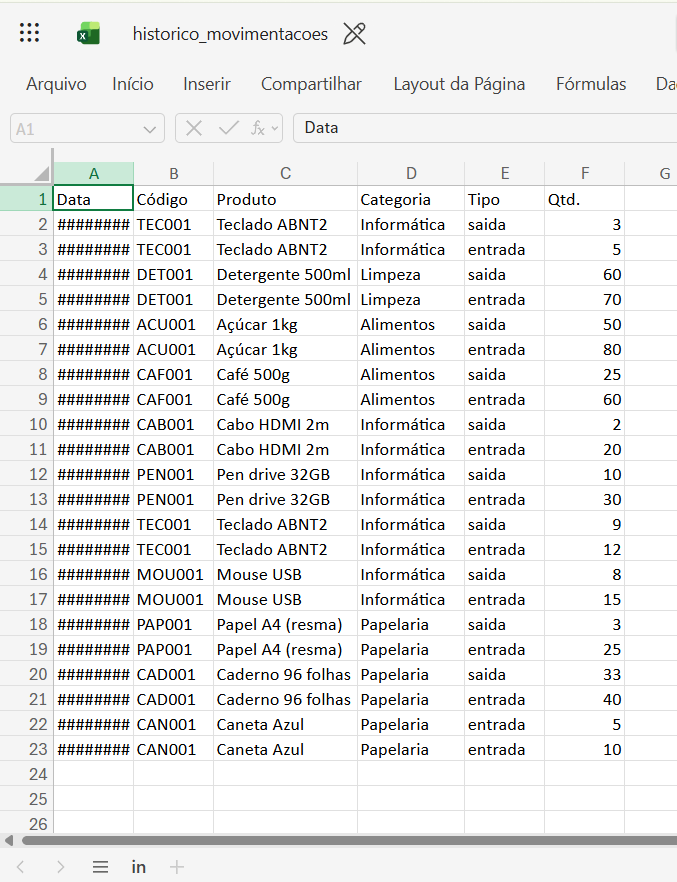 historico_movimentacoes
Arquivo Início Inserir Compartilhar Layout da Página Fórmulas Da
A1 fx Data
A B C D E F G
1 Data Código Produto Categoria Tipo Qtd.
2 ######## TEC001 Teclado ABNT2 Informática saida 3
3 ######## TEC001 Teclado ABNT2 Informática entrada 5
4 ######## DET001 Detergente 500ml Limpeza saida 60
5 ######## DET001 Detergente 500ml Limpeza entrada 70
6 ######## ACU001 Açúcar 1kg Alimentos saida 50
7 ######## ACU001 Açúcar 1kg Alimentos entrada 80
8 ######## CAF001 Café 500g Alimentos saida 25
9 ######## CAF001 Café 500g Alimentos entrada 60
10 ######## CAB001 Cabo HDMI 2m Informática saida 2
11 ######## CAB001 Cabo HDMI 2m Informática entrada 20
12 ######## PEN001 Pen drive 32GB Informática saida 10
13 ######## PEN001 Pen drive 32GB Informática entrada 30
14 ######## TEC001 Teclado ABNT2 Informática saida 9
15 ######## TEC001 Teclado ABNT2 Informática entrada 12
16 ######## MOU001 Mouse USB Informática saida 8
17 ######## MOU001 Mouse USB Informática entrada 15
18 ######## PAP001 Papel A4 (resma) Papelaria saida 3
19 ######## PAP001 Papel A4 (resma) Papelaria entrada 25
20 ######## CAD001 Caderno 96 folhas Papelaria saida 33
21 ######## CAD001 Caderno 96 folhas Papelaria entrada 40
22 ######## CAN001 Caneta Azul Papelaria entrada 5
23 ######## CAN001 Caneta Azul Papelaria entrada 10
24
25
26
in